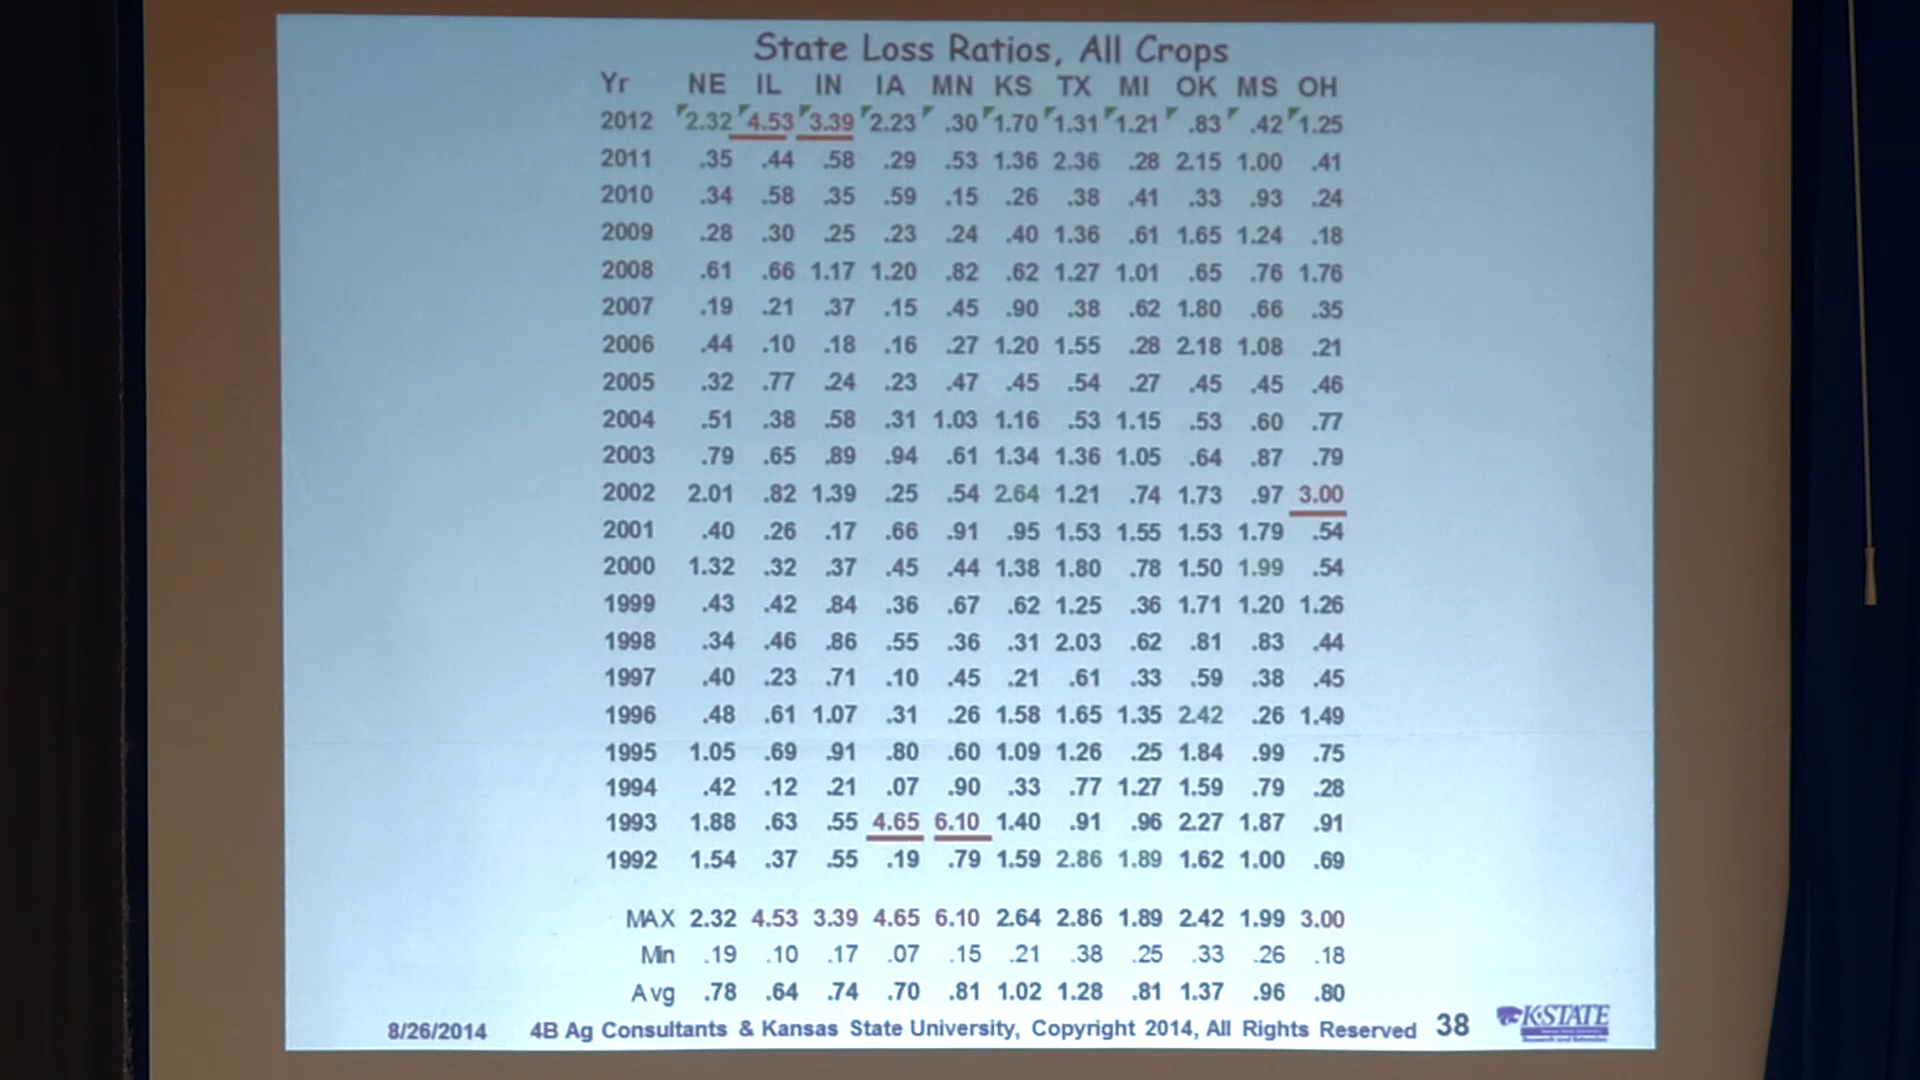 State Loss Ratios, All Crops
Yr NE IL IN IA MN KS TX MI OK MS OH
2012 2.32 4.53 3.39 2.23 .30 1.70 1.31 1.21 .83 .42 1.25
2011 .35 .44 .58 .29 .53 1.36 2.36 .28 2.15 1.00 .41
2010 .34 .58 .35 .59 .15 .26 .38 .41 .33 .93 .24
2009 .28 .30 .25 .23 .24 .40 1.36 .61 1.65 1.24 .18
2008 .61 .66 1.17 1.20 .82 .62 1.27 1.01 .65 .76 1.76
2007 .19 .21 .37 .15 .45 .90 .38 .62 1.80 .66 .35
2006 .44 .10 .18 .16 .27 1.20 1.55 .28 2.18 1.08 .21
2005 .32 .77 .24 .23 .47 .45 .54 .27 .45 .45 .46
2004 .51 .38 .58 .31 1.03 1.16 .53 1.15 .53 .60 .77
2003 .79 .65 .89 .94 .61 1.34 1.36 1.05 .64 .87 .79
2002 2.01 .82 1.39 .25 .54 2.64 1.21 .74 1.73 .97 3.00
2001 .40 .26 .17 .66 .91 .95 1.53 1.55 1.53 1.79 .54
2000 1.32 .32 .37 .45 .44 1.38 1.80 .78 1.50 1.99 .54
1999 .43 .42 .84 .36 .67 .62 1.25 .36 1.71 1.20 1.26
1998 .34 .46 .86 .55 .36 .31 2.03 .62 .81 .83 .44
1997 .40 .23 .71 .10 .45 .21 .61 .33 .59 .38 .45
1996 .48 .61 1.07 .31 .26 1.58 1.65 1.35 2.42 .26 1.49
1995 1.05 .69 .91 .80 .60 1.09 1.26 .25 1.84 .99 .75
1994 .42 .12 .21 .07 .90 .33 .77 1.27 1.59 .79 .28
1993 1.88 .63 .55 4.65 6.10 1.40 .91 .96 2.27 1.87 .91
1992 1.54 .37 .55 .19 .79 1.59 2.86 1.89 1.62 1.00 .69
MAX 2.32 4.53 3.39 4.65 6.10 2.64 2.86 1.89 2.42 1.99 3.00
Min .19 .10 .17 .07 .15 .21 .38 .25 .33 .26 .18
Avg .78 .64 .74 .70 .81 1.02 1.28 .81 1.37 .96 .80
8/26/2014 4B Ag Consultants & Kansas State University, Copyright 2014, All Rights Reserved 38
K-STATE